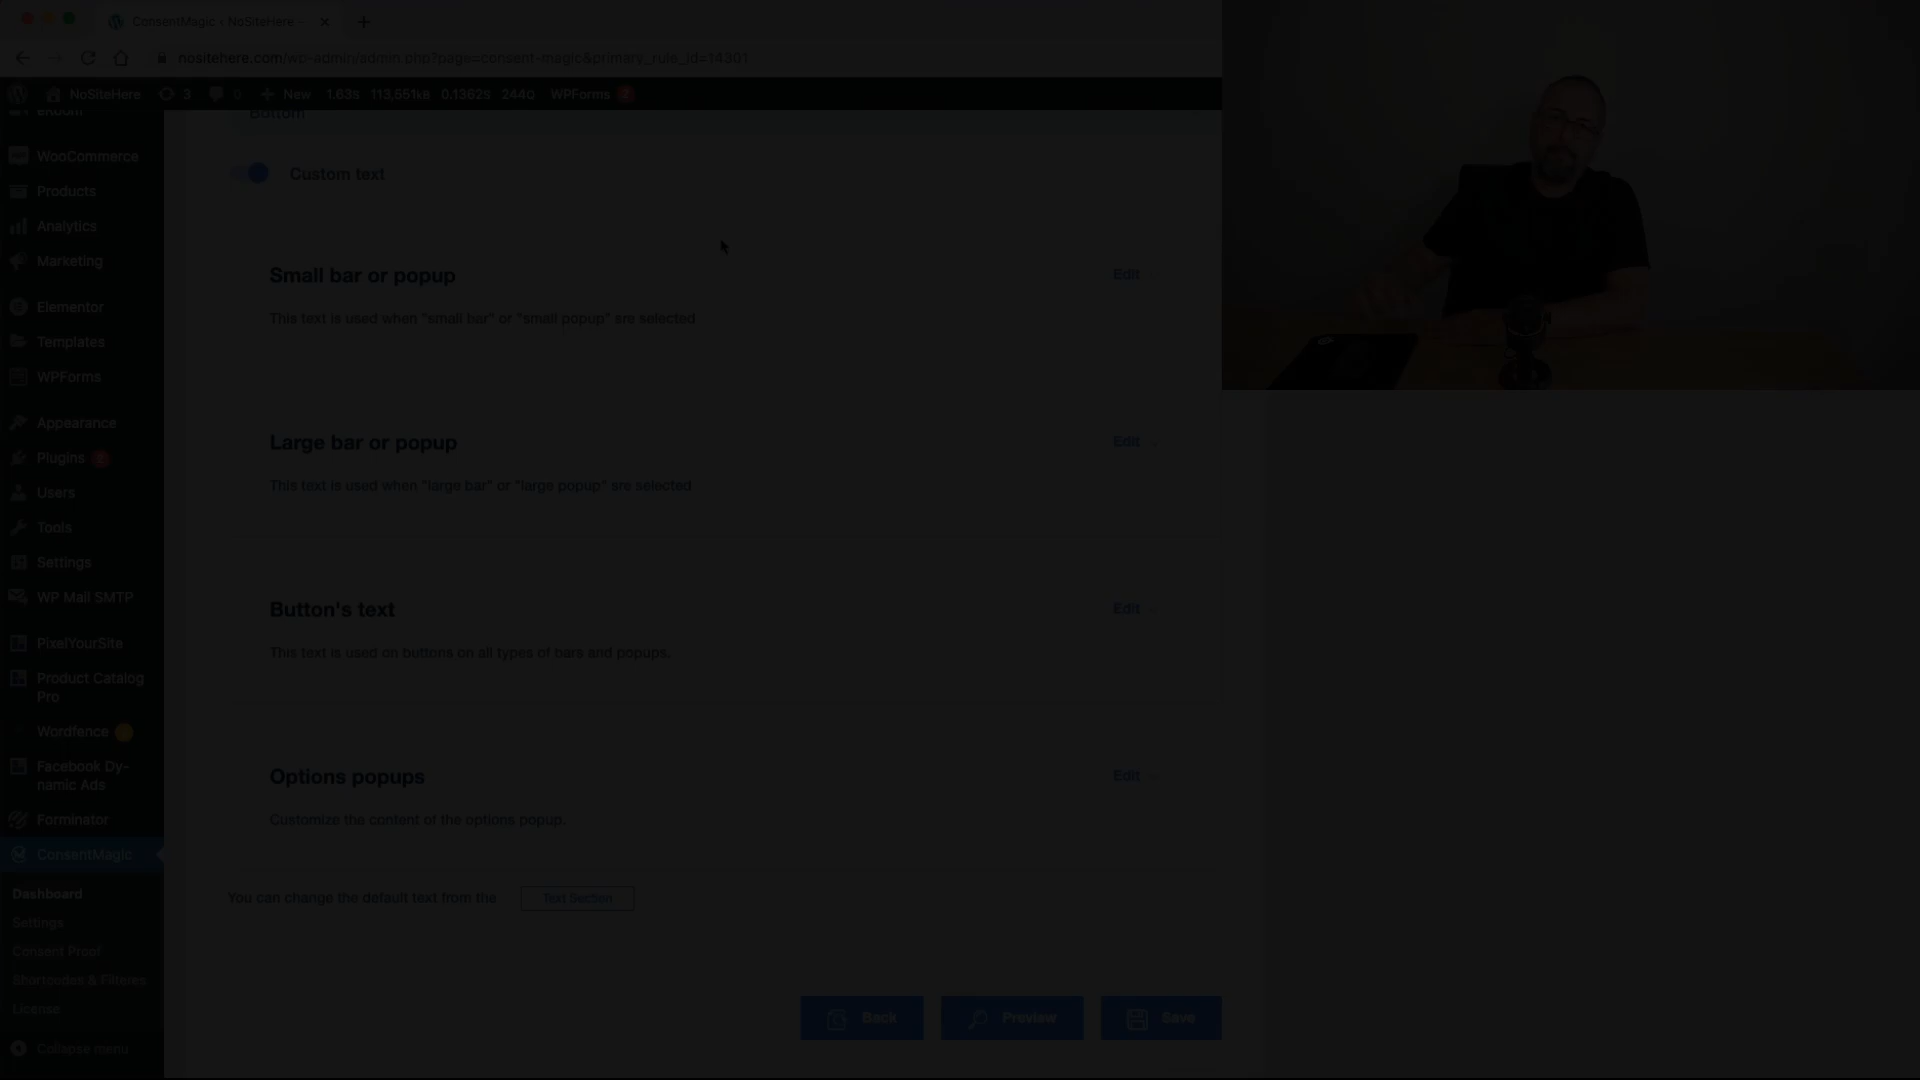 ConsentMagic ‹ NoSiteHere –
nositehere.com/wp-admin/admin.php?page=consent-magic&primary_rule_id=14301
NoSiteHere
3
0
New
1.63s
113,551kB
0.1362s
244Q
WPForms
2
Bottom
WooCommerce
Products
Analytics
Marketing
Elementor
Templates
WPForms
Appearance
Plugins 2
Users
Tools
Settings
WP Mail SMTP
PixelYourSite
Product Catalog
Pro
Wordfence
Facebook Dy-
namic Ads
Forminator
ConsentMagic
Dashboard
Settings
Consent Proof
Shortcodes & Filteres
License
Collapse menu
Custom text
Small bar or popup
Edit
This text is used when "small bar" or "small popup" are selected
Large bar or popup
Edit
This text is used when "large bar" or "large popup" are selected
Button's text
Edit
This text is used on buttons on all types of bars and popups.
Options popups
Edit
Customize the content of the options popup.
You can change the default text from the
Text Section
Back
Preview
Save